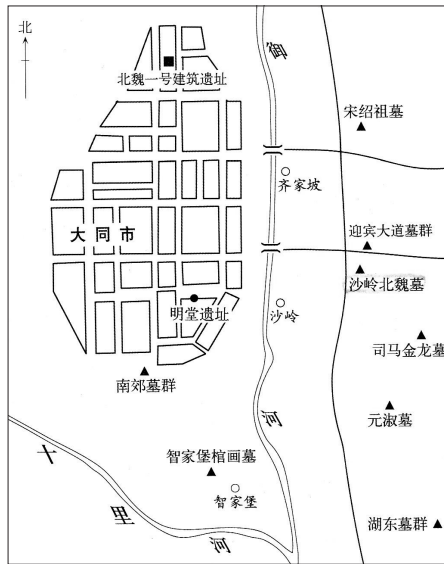 北
北魏一号建筑遗址
御
宋绍祖墓
齐家坡
大同市
迎宾大道墓群
沙岭北魏墓
明堂遗址
沙岭
司马金龙墓
南郊墓群
元淑墓
河
十
里
河
智家堡棺画墓
智家堡
湖东墓群